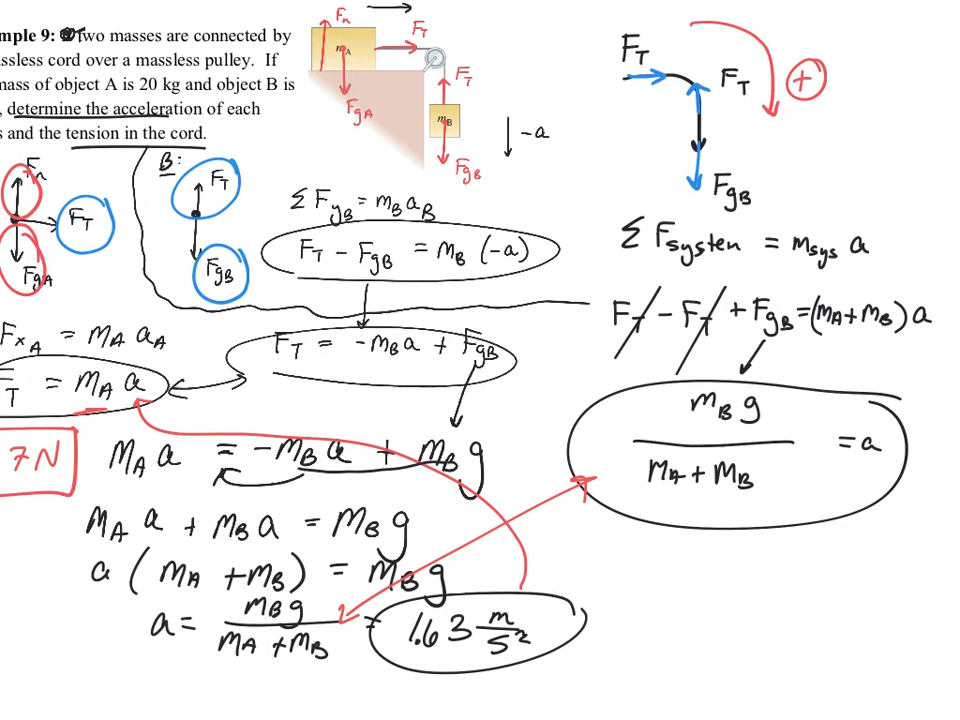 mple 9: Two masses are connected by
assless cord over a massless pulley. If
mass of object A is 20 kg and object B is
, determine the acceleration of each
s and the tension in the cord.
Fn
mA
FT
FgA
FT
mB
FgB
-a
Fn
FT
FgA
B:
FT
FgB
ΣFyB = mB aB
FT - FgB = mB (-a)
FT = -mB a + FgB
FxA = mA aA
FT = mA a
7N
mA a = -mB a + mB g
mA a + mB a = mB g
a (mA + mB) = mB g
a = mB g / mA + mB = 1.63 m/s²
FT
FT
+
FgB
Σ Fsystem = msys a
FT - FT + FgB = (mA + mB) a
mB g / mA + mB = a